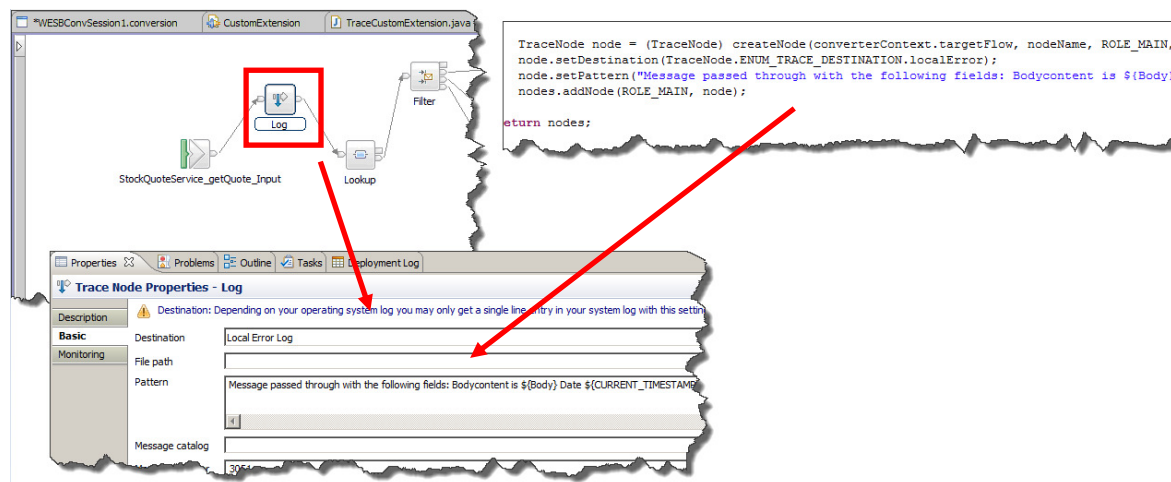 *WESBConvSession1.conversion
CustomExtension
TraceCustomExtension.java
Log
Filter
StockQuoteService_getQuote_Input
Lookup
TraceNode node = (TraceNode) createNode(converterContext.targetFlow, nodeName, ROLE_MAIN,
node.setDestination(TraceNode.ENUM_TRACE_DESTINATION.localError);
node.setPattern("Message passed through with the following fields: Bodycontent is ${Body}
nodes.addNode(ROLE_MAIN, node);
eturn nodes;
Properties
Problems
Outline
Tasks
Deployment Log
Trace Node Properties - Log
Description
Basic
Monitoring
Destination: Depending on your operating system log you may only get a single line entry in your system log with this settin
Destination
Local Error Log
File path
Pattern
Message passed through with the following fields: Bodycontent is ${Body} Date ${CURRENT_TIMESTAMP
Message catalog